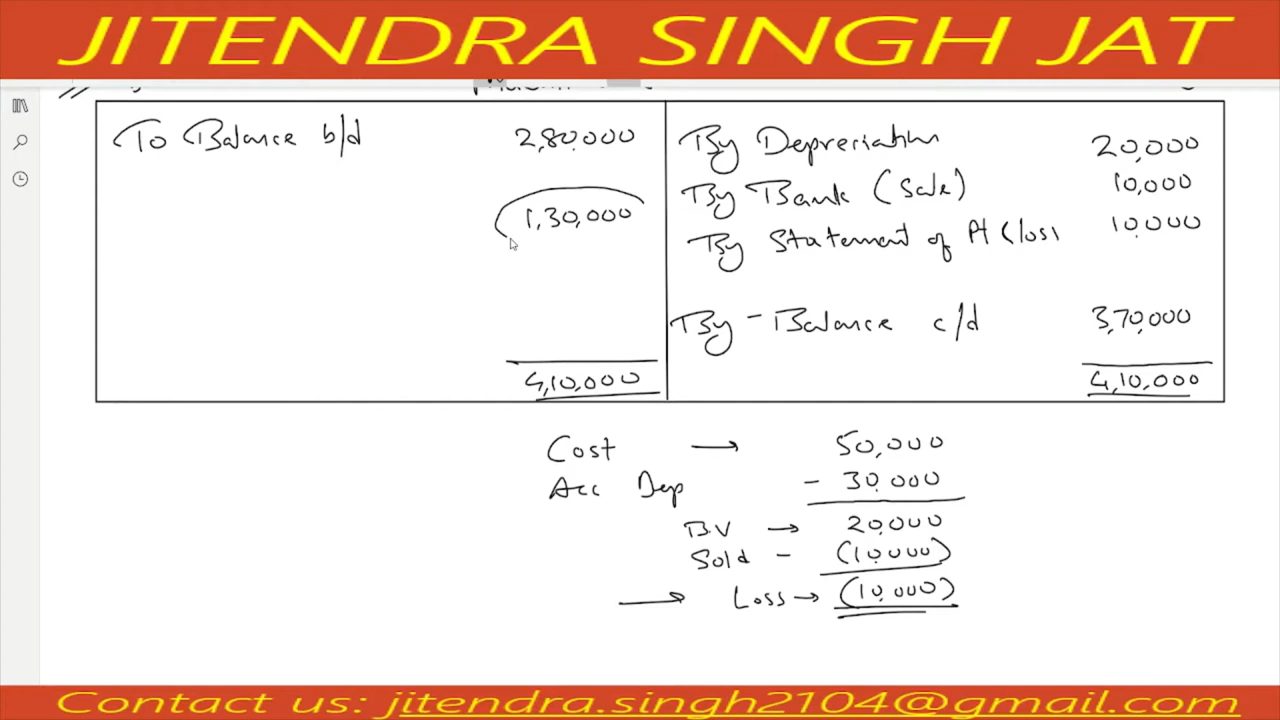 JITENDRA SINGH JAT
To Balance b/d 2,80,000
1,30,000
4,10,000
By Depreciation 20,000
By Bank (Sale) 10,000
By Statement of Pl (loss 10,000
By - Balance c/d 3,70,000
4,10,000
Cost → 50,000
Acc Dep - 30,000
BV → 20,000
Sold - (10,000)
→ Loss → (10,000)
Contact us: jitendra.singh2104@gmail.com